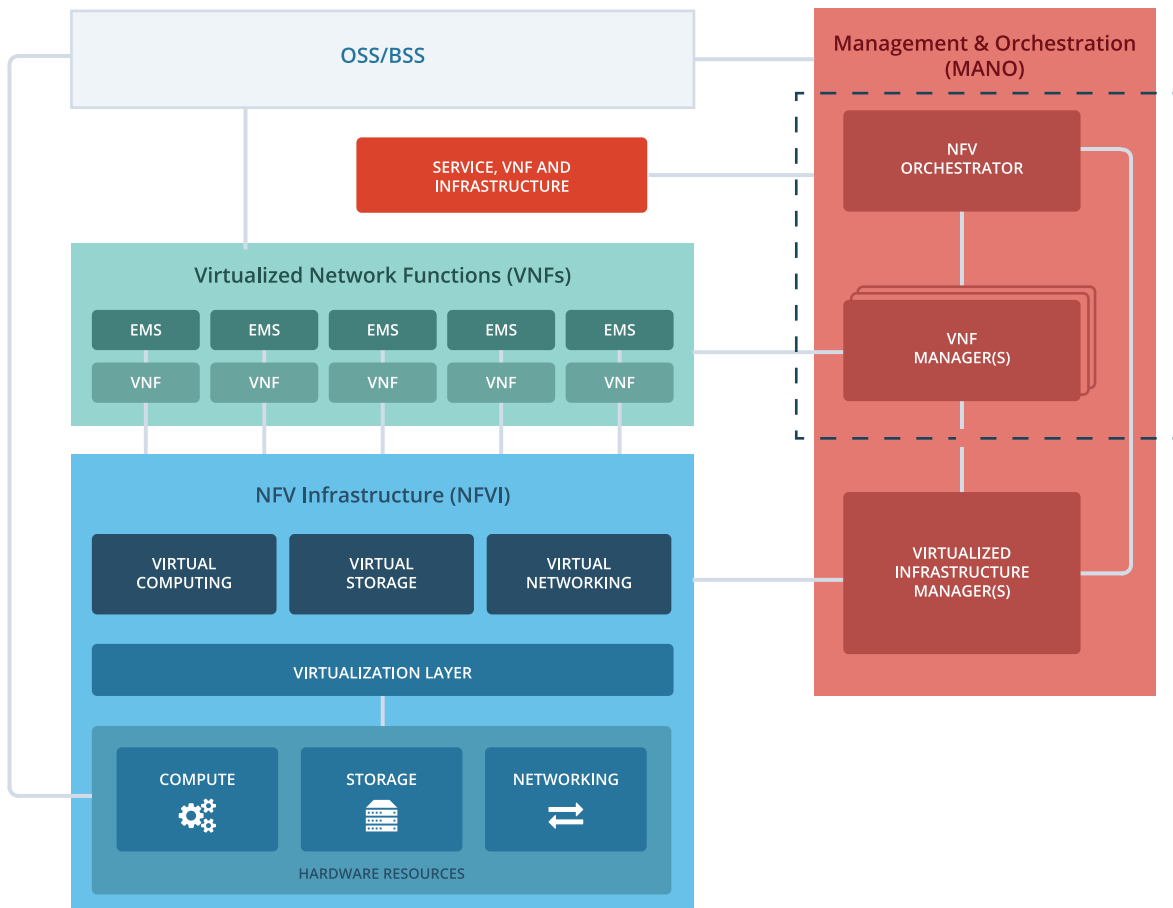 OSS/BSS
Management & Orchestration
(MANO)
NFV
ORCHESTRATOR
SERVICE, VNF AND
INFRASTRUCTURE
Virtualized Network Functions (VNFs)
EMS EMS EMS EMS EMS
VNF VNF VNF VNF VNF
VNF
MANAGER(S)
NFV Infrastructure (NFVI)
VIRTUAL
COMPUTING
VIRTUAL
STORAGE
VIRTUAL
NETWORKING
VIRTUALIZED
INFRASTRUCTURE
MANAGER(S)
VIRTUALIZATION LAYER
COMPUTE
STORAGE
NETWORKING
HARDWARE RESOURCES